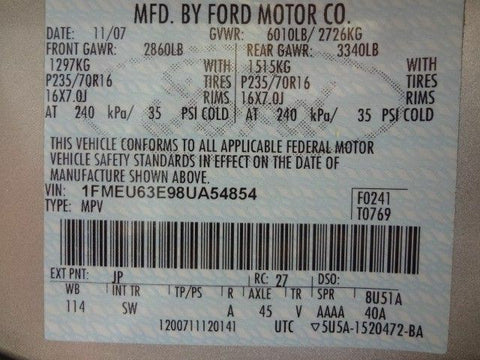 MFD. BY FORD MOTOR CO.
DATE: 11/07 GVWR: 6010LB/ 2726KG
FRONT GAWR: 2860LB REAR GAWR: 3340LB
1297KG WITH 1515KG WITH
P235/70R16 TIRES P235/70R16 TIRES
16X7.0J RIMS 16X7.0J RIMS
AT 240 kPa/ 35 PSI COLD AT 240 kPa/ 35 PSI COLD
THIS VEHICLE CONFORMS TO ALL APPLICABLE FEDERAL MOTOR
VEHICLE SAFETY STANDARDS IN EFFECT ON THE DATE OF
MANUFACTURE SHOWN ABOVE.
VIN: 1FMEU63E98UA54854 F0241
TYPE: MPV T0769
EXT PNT: JP RC: 27 DSO:
WB INT TR TP/PS R AXLE TR SPR 8U51A
114 SW A 45 V AAAA 40A
1200711120141 UTC ▽5U5A-1520472-BA